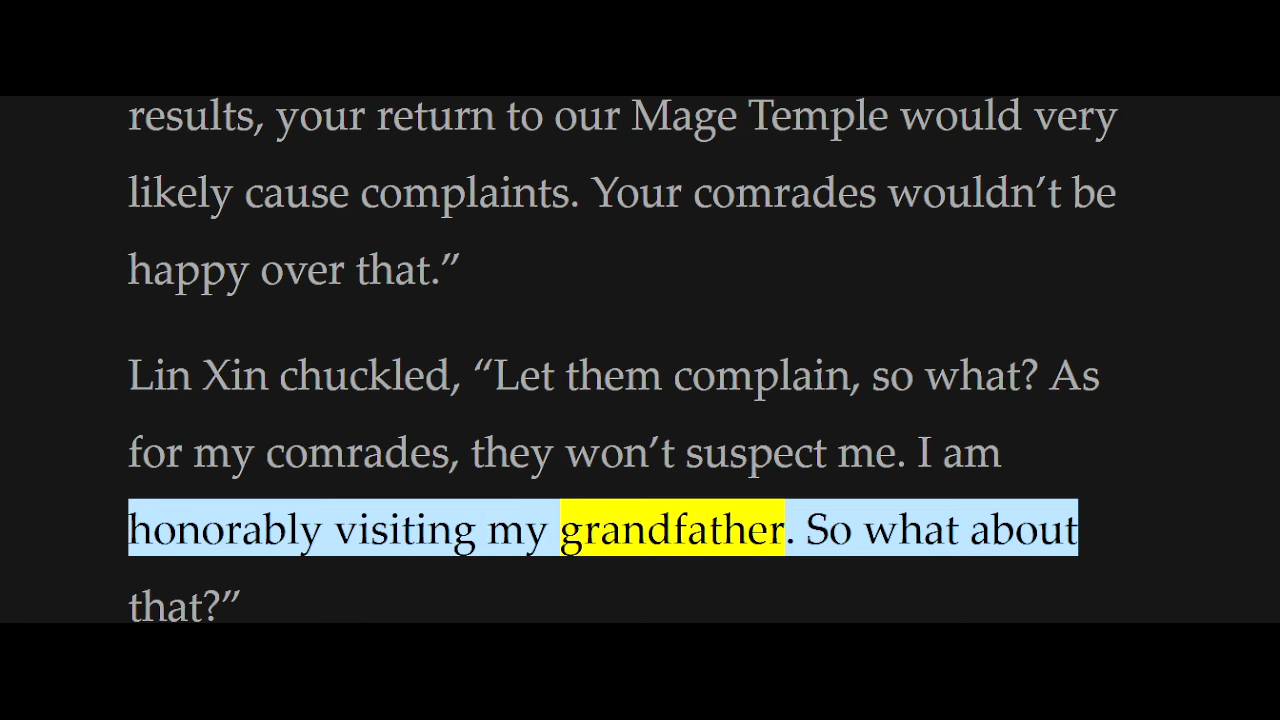 results, your return to our Mage Temple would very
likely cause complaints. Your comrades wouldn’t be
happy over that.”
Lin Xin chuckled, “Let them complain, so what? As
for my comrades, they won’t suspect me. I am
honorably visiting my grandfather. So what about
that?”